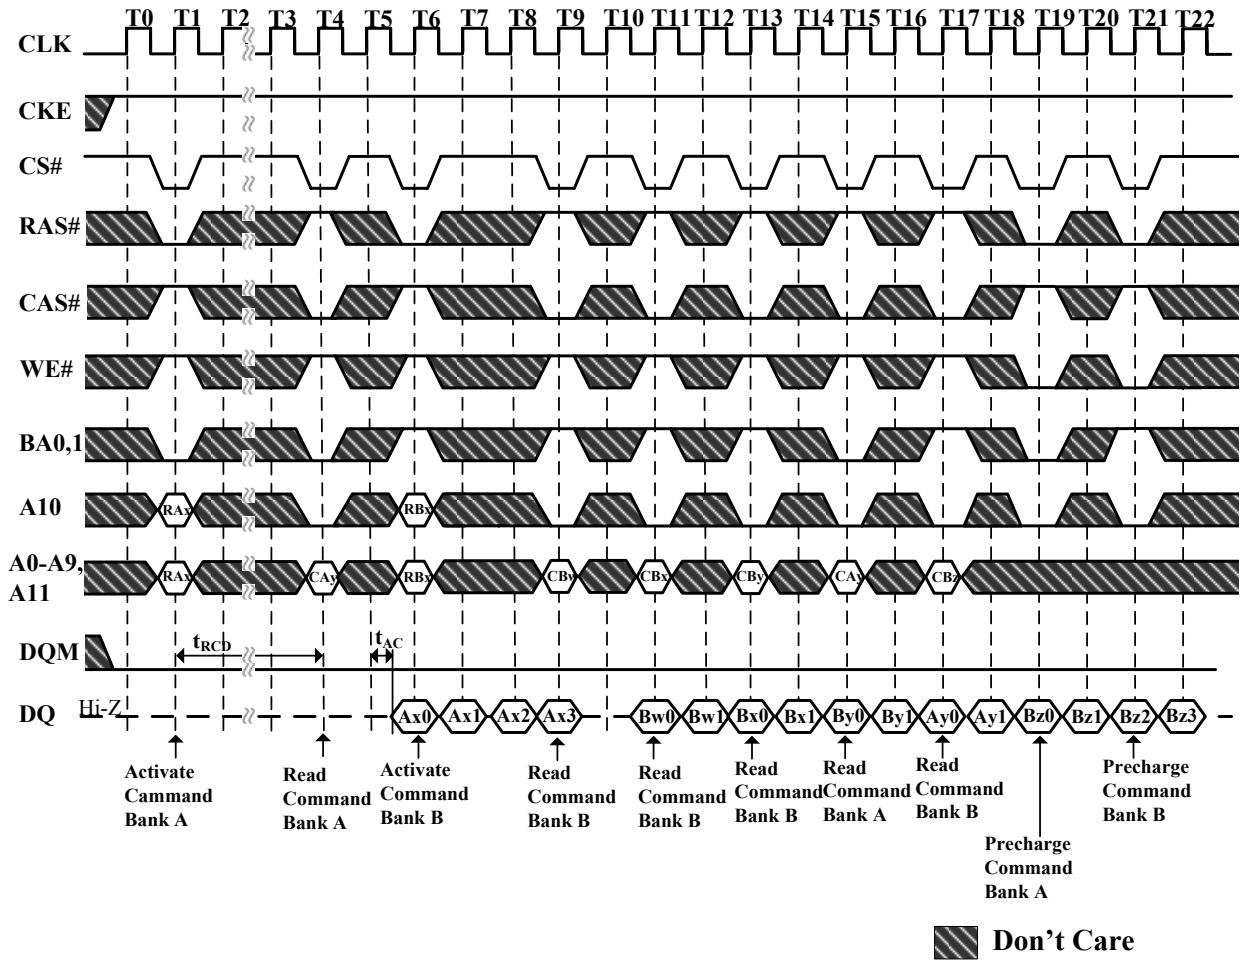 T0 T1 T2 T3 T4 T5 T6 T7 T8 T9 T10 T11 T12 T13 T14 T15 T16 T17 T18 T19 T20 T21 T22
CLK
CKE
CS#
RAS#
CAS#
WE#
BA0,1
A10 RAx RBx
A0-A9,
A11
RAx CAy RBx CBw CBx CBy CAy CBz
DQM
tRCD tAC
DQ Hi-Z Ax0 Ax1 Ax2 Ax3 Bw0 Bw1 Bx0 Bx1 By0 By1 Ay0 Ay1 Bz0 Bz1 Bz2 Bz3
Activate
Cammand
Bank A
Read
Command
Bank A
Activate
Command
Bank B
Read
Command
Bank B
Read
Command
Bank B
Read
Command
Bank B
Read
Command
Bank A
Read
Command
Bank B
Precharge
Command
Bank A
Precharge
Command
Bank B
Don't Care